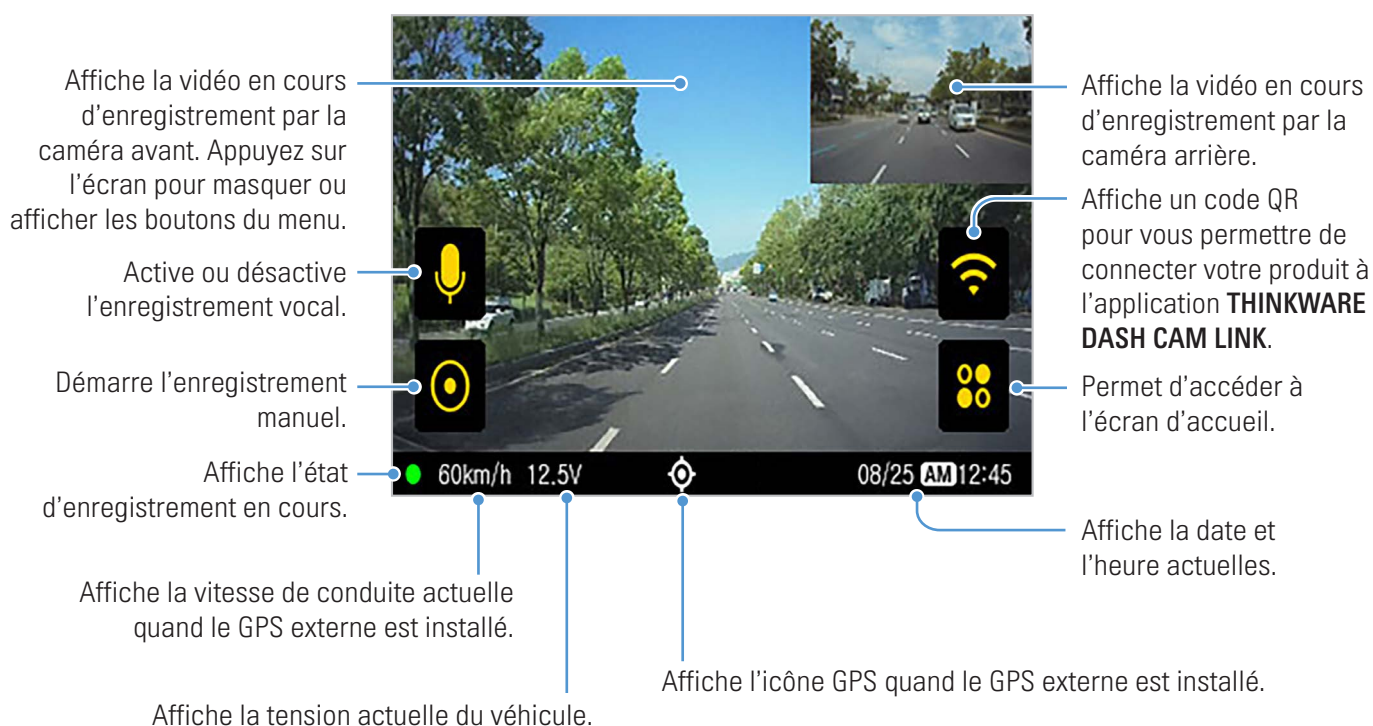 Affiche la vidéo en cours
d'enregistrement par la
caméra avant. Appuyez sur
l'écran pour masquer ou
afficher les boutons du menu.
Active ou désactive
l'enregistrement vocal.
Démarre l'enregistrement
manuel.
Affiche l'état
d'enregistrement en cours.
Affiche la vidéo en cours
d'enregistrement par la
caméra arrière.
Affiche un code QR
pour vous permettre de
connecter votre produit à
l'application THINKWARE
DASH CAM LINK.
Permet d'accéder à
l'écran d'accueil.
60km/h 12.5V 08/25 AM 12:45
Affiche la date et
l'heure actuelles.
Affiche la vitesse de conduite actuelle
quand le GPS externe est installé.
Affiche l'icône GPS quand le GPS externe est installé.
Affiche la tension actuelle du véhicule.